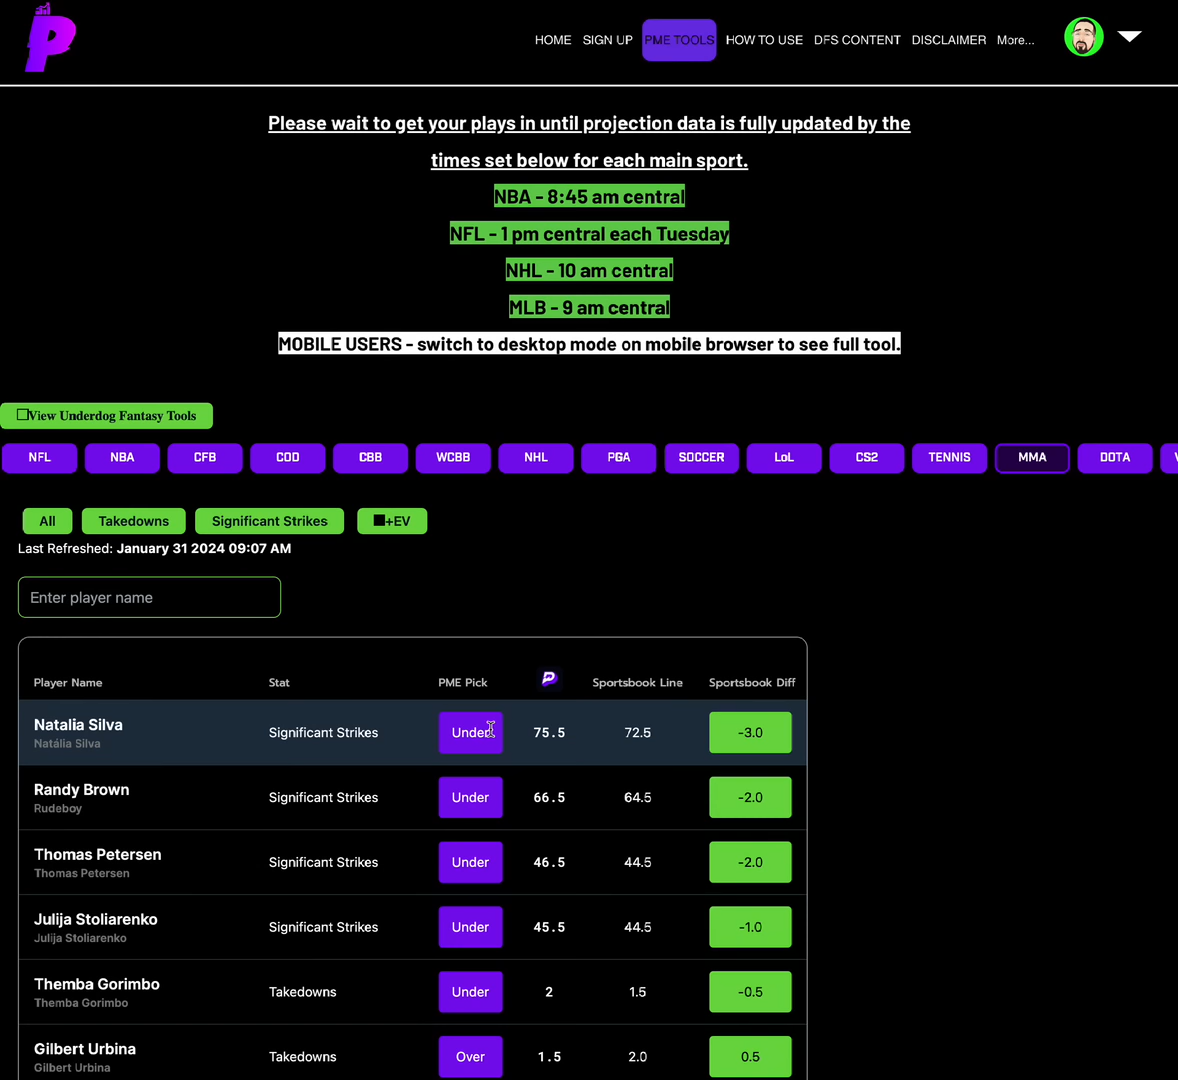 HOME SIGN UP PME TOOLS HOW TO USE DFS CONTENT DISCLAIMER More...
Please wait to get your plays in until projection data is fully updated by the
times set below for each main sport.
NBA - 8:45 am central
NFL - 1 pm central each Tuesday
NHL - 10 am central
MLB - 9 am central
MOBILE USERS - switch to desktop mode on mobile browser to see full tool.
View Underdog Fantasy Tools
NFL NBA CFB COD CBB WCBB NHL PGA SOCCER LoL CS2 TENNIS MMA DOTA
All Takedowns Significant Strikes +EV
Last Refreshed: January 31 2024 09:07 AM
Enter player name
Player Name Stat PME Pick P Sportsbook Line Sportsbook Diff
Natalia Silva Significant Strikes Under 75.5 72.5 -3.0
Natália Silva
Randy Brown Significant Strikes Under 66.5 64.5 -2.0
Rudeboy
Thomas Petersen Significant Strikes Under 46.5 44.5 -2.0
Thomas Petersen
Julija Stoliarenko Significant Strikes Under 45.5 44.5 -1.0
Julija Stoliarenko
Themba Gorimbo Takedowns Under 2 1.5 -0.5
Themba Gorimbo
Gilbert Urbina Takedowns Over 1.5 2.0 0.5
Gilbert Urbina